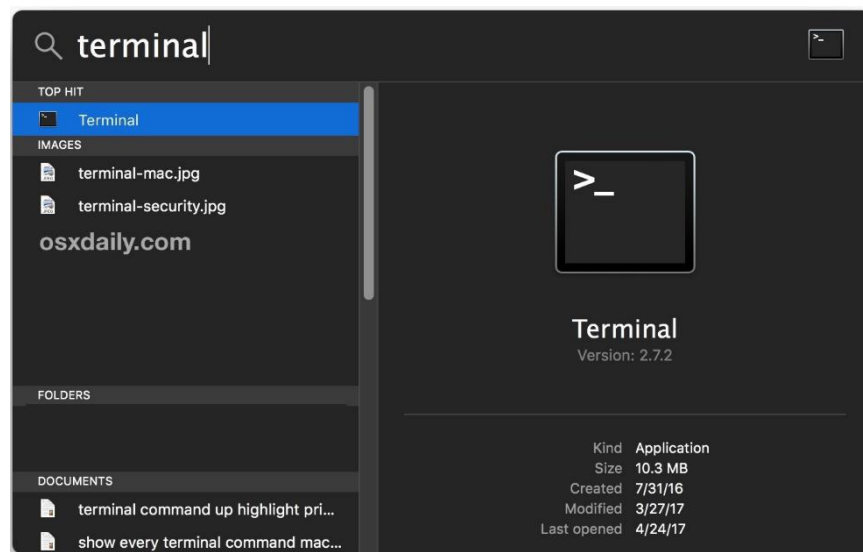 terminal
>_
TOP HIT
>_ Terminal
IMAGES
terminal-mac.jpg
terminal-security.jpg
osxdaily.com
FOLDERS
DOCUMENTS
terminal command up highlight pri...
show every terminal command mac...
>_
Terminal
Version: 2.7.2
Kind Application
Size 10.3 MB
Created 7/31/16
Modified 3/27/17
Last opened 4/24/17